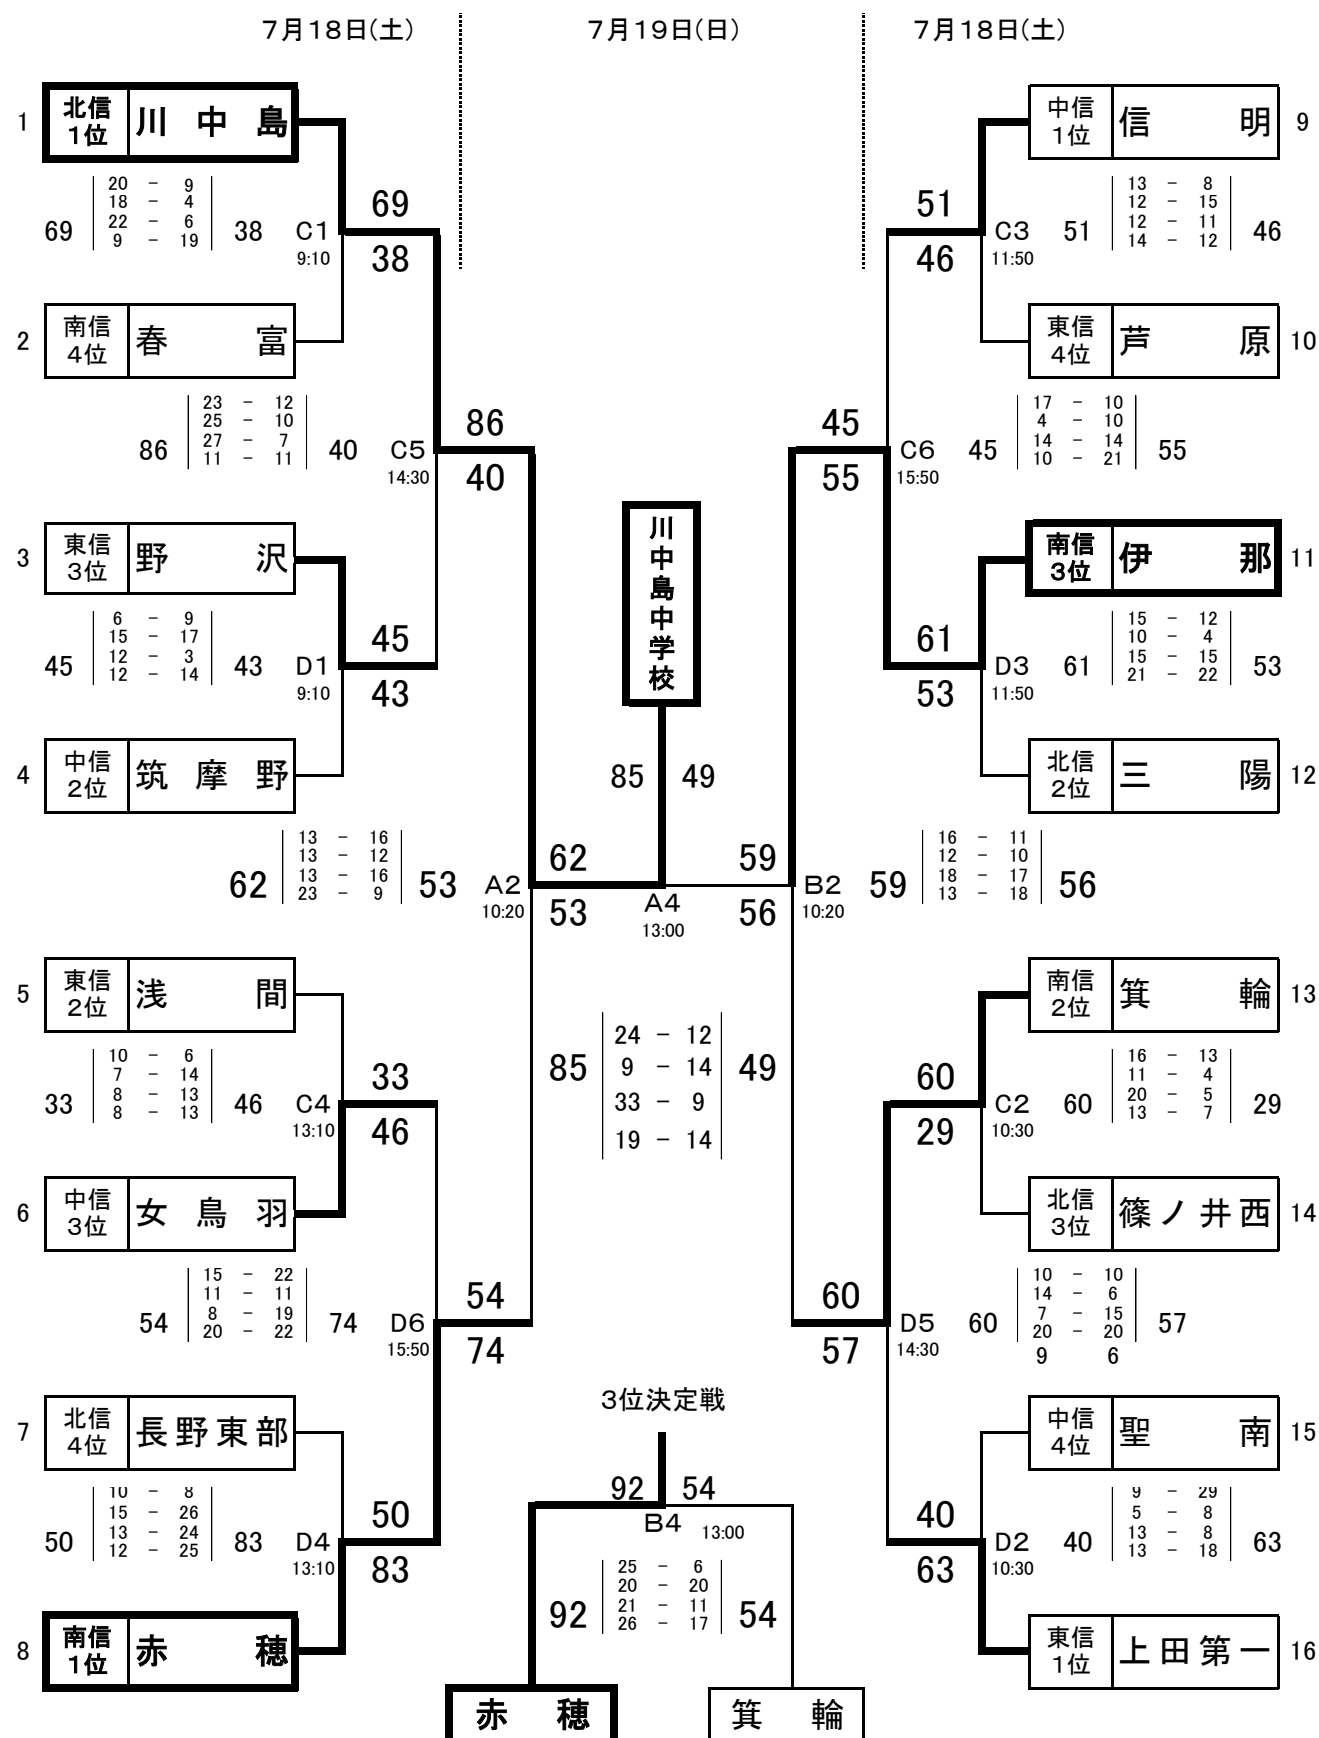 7月18日(土)
7月19日(日)
7月18日(土)
1 北信1位 川中島
69 20 - 9 38
18 - 4
22 - 6
9 - 19
C1 9:10
69
38
2 南信4位 春富
86 23 - 12 40
25 - 10
27 - 7
11 - 11
C5 14:30
86
40
3 東信3位 野沢
45 6 - 9 43
15 - 17
12 - 3
12 - 14
D1 9:10
45
43
4 中信2位 筑摩野
62 13 - 16 53
13 - 12
13 - 16
23 - 9
A2 10:20
62
53
5 東信2位 浅間
33 10 - 6 46
7 - 14
8 - 13
8 - 13
C4 13:10
33
46
6 中信3位 女鳥羽
54 15 - 22 74
11 - 11
8 - 19
20 - 22
D6 15:50
54
74
7 北信4位 長野東部
50 10 - 8 83
15 - 26
13 - 24
12 - 25
D4 13:10
50
83
8 南信1位 赤穂
川中島中学校
85 49
A4 13:00
85 24 - 12 49
9 - 14
33 - 9
19 - 14
3位決定戦
92 54
B4 13:00
92 25 - 6 54
20 - 20
21 - 11
26 - 17
赤穂 箕輪
中信1位 信明 9
51
46
C3 11:50
51 13 - 8 46
12 - 15
12 - 11
14 - 12
東信4位 芦原 10
45
55
C6 15:50
45 17 - 10 55
4 - 10
14 - 14
10 - 21
南信3位 伊那 11
61
53
D3 11:50
61 15 - 12 53
10 - 4
15 - 15
21 - 22
北信2位 三陽 12
59
56
B2 10:20
59 16 - 11 56
12 - 10
18 - 17
13 - 18
南信2位 箕輪 13
60
29
C2 10:30
60 16 - 13 29
11 - 4
20 - 5
13 - 7
北信3位 篠ノ井西 14
60
57
D5 14:30
60 10 - 10 57
14 - 6
7 - 15
20 - 20
9 6
中信4位 聖南 15
40
63
D2 10:30
40 9 - 29 63
5 - 8
13 - 8
13 - 18
東信1位 上田第一 16